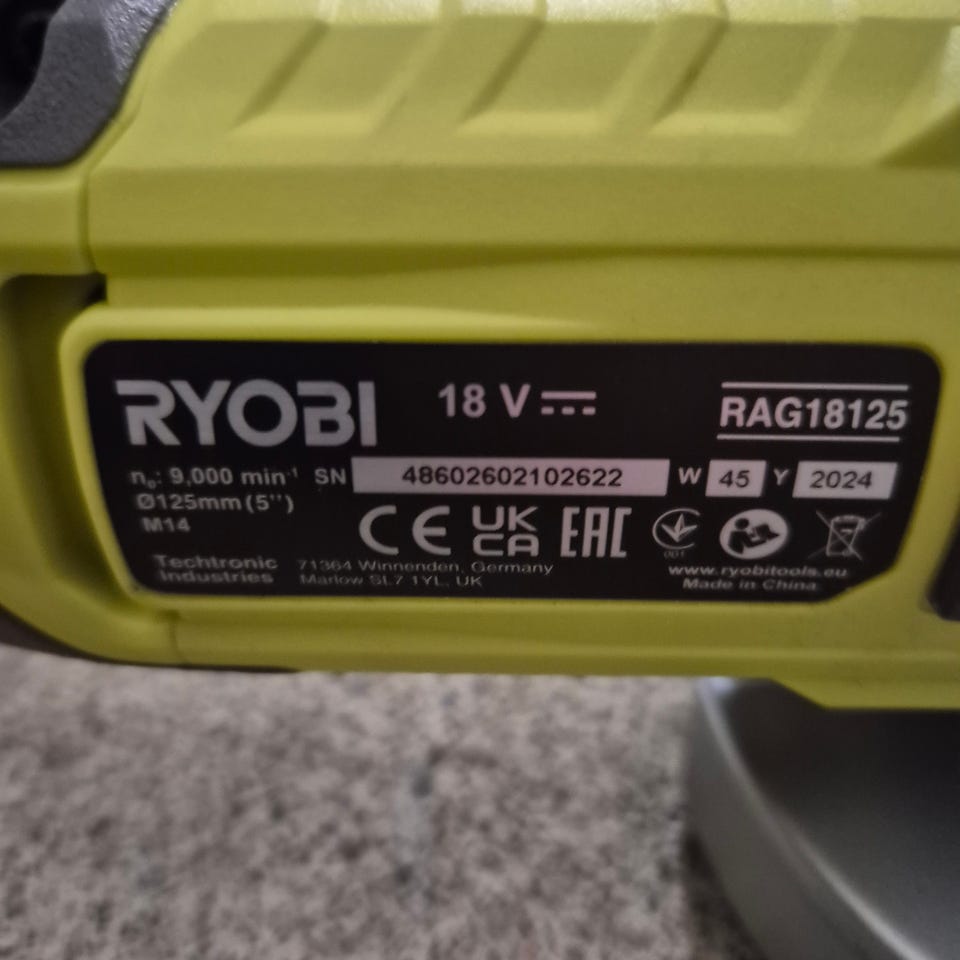 RYOBI 18 V RAG18125
n₀: 9,000 min⁻¹ SN 48602602102622 W 45 Y 2024
Ø125mm (5'')
M14
CE UK CA EAC 001
Techtronic Industries
71364 Winnenden, Germany
Marlow SL7 1YL, UK
www.ryobitools.eu
Made in China